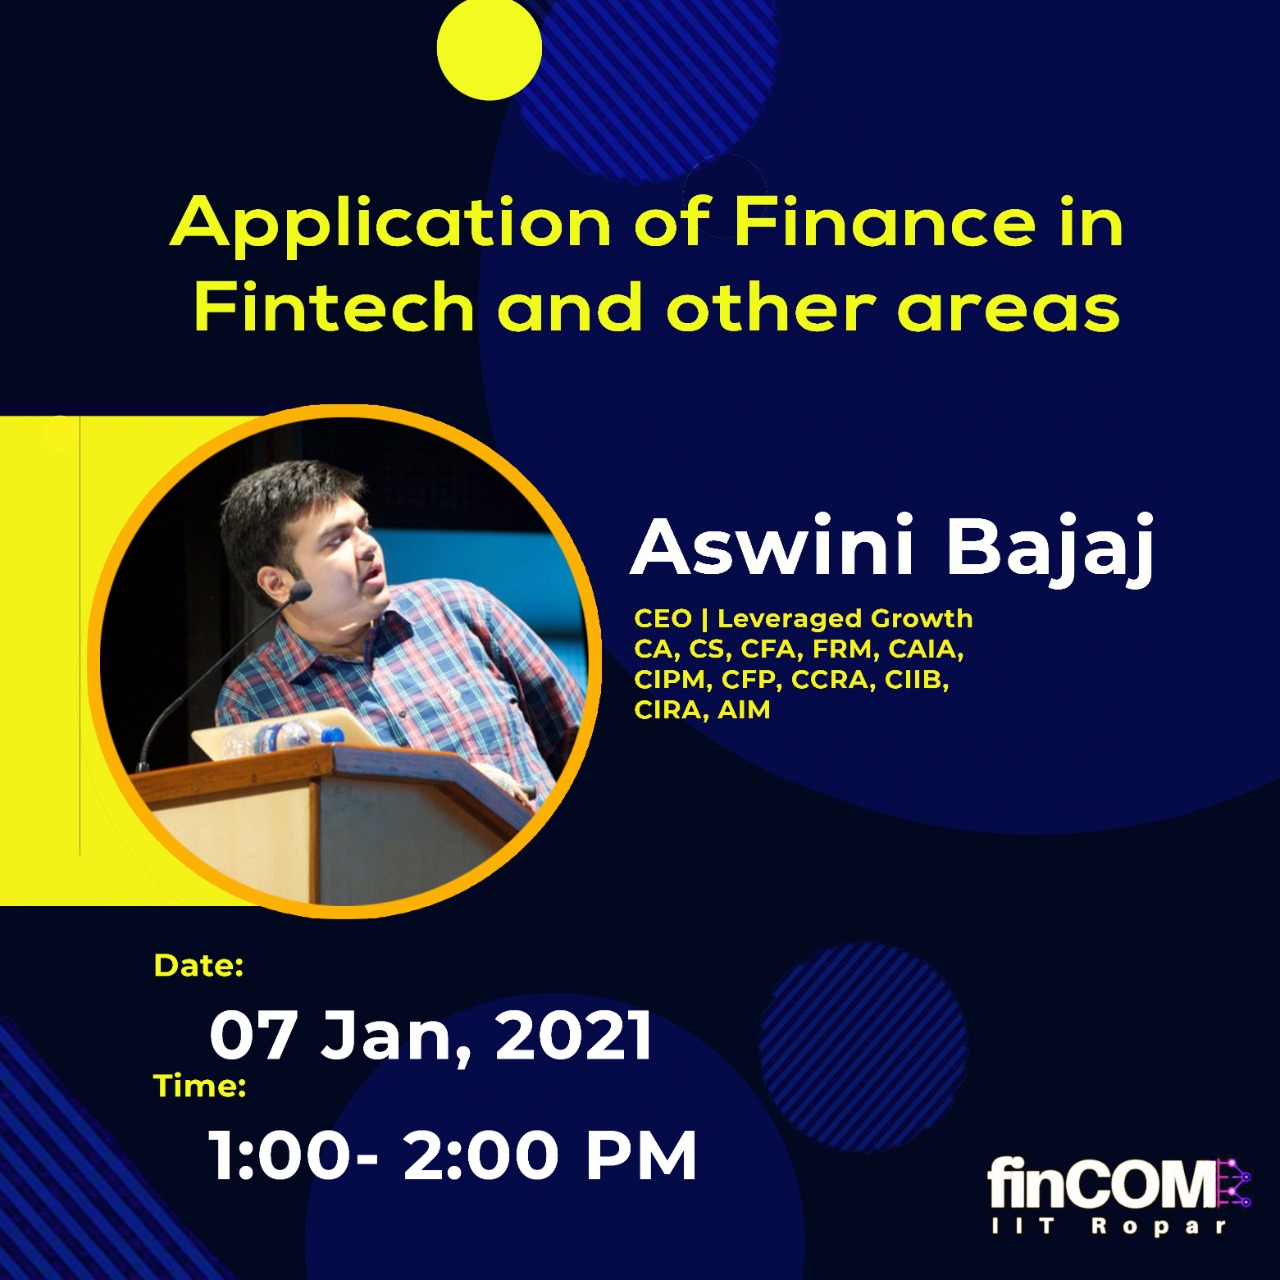 Application of Finance in
Fintech and other areas
Aswini Bajaj
CEO | Leveraged Growth
CA, CS, CFA, FRM, CAIA,
CIPM, CFP, CCRA, CIIB,
CIRA, AIM
Date:
07 Jan, 2021
Time:
1:00- 2:00 PM
finCOM
IIT Ropar